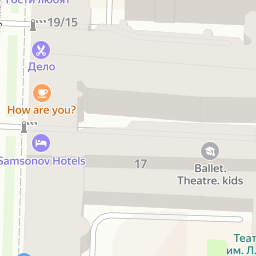 Гости любят
19/15
Дело
How are you?
Samsonov Hotels
17
Ballet.
Theatre. kids
Теат
им. Л.